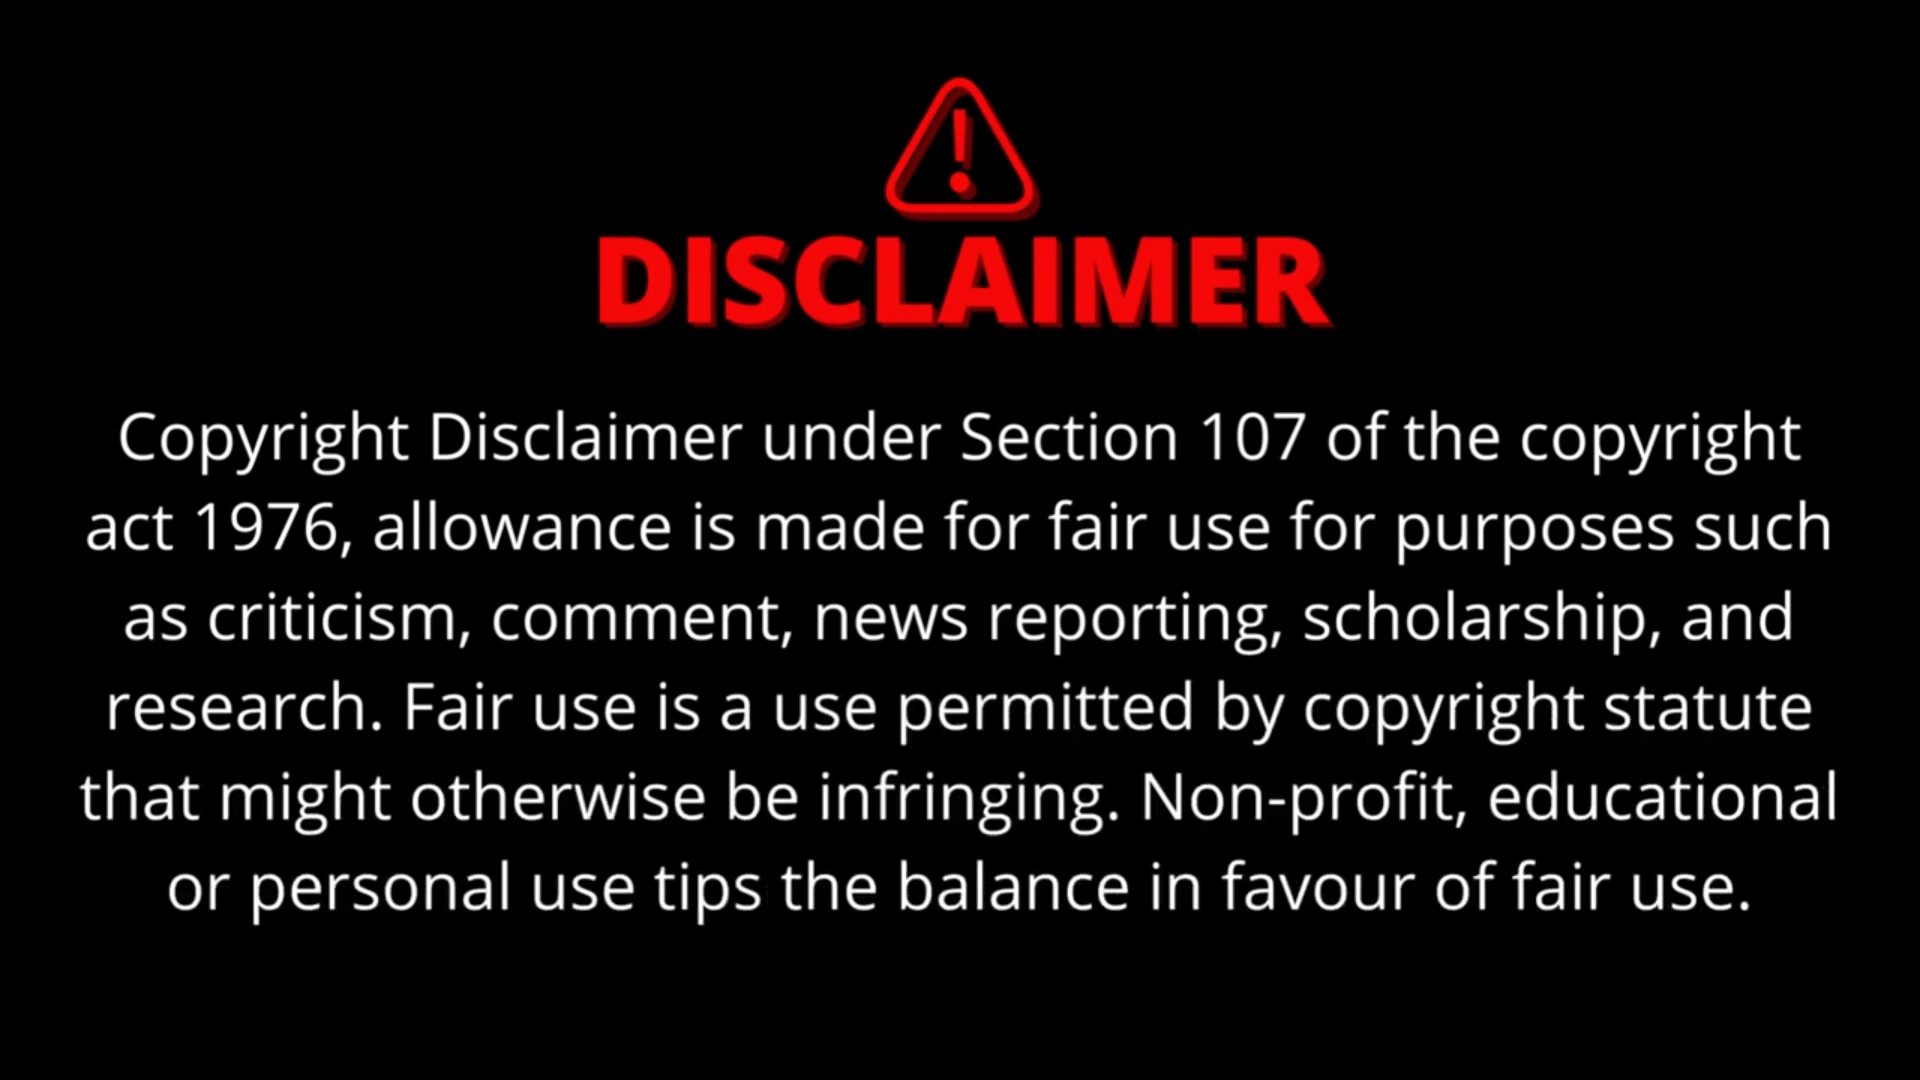 DISCLAIMER
Copyright Disclaimer under Section 107 of the copyright
act 1976, allowance is made for fair use for purposes such
as criticism, comment, news reporting, scholarship, and
research. Fair use is a use permitted by copyright statute
that might otherwise be infringing. Non-profit, educational
or personal use tips the balance in favour of fair use.